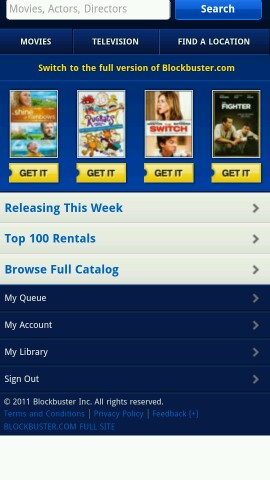 Movies, Actors, Directors
Search
MOVIES
TELEVISION
FIND A LOCATION
Switch to the full version of Blockbuster.com
Rugrats
SWITCH
FIGHTER
GET IT
GET IT
GET IT
GET IT
Releasing This Week
Top 100 Rentals
Browse Full Catalog
My Queue
My Account
My Library
Sign Out
© 2011 Blockbuster Inc. All rights reserved.
Terms and Conditions | Privacy Policy | Feedback [+]
BLOCKBUSTER.COM FULL SITE